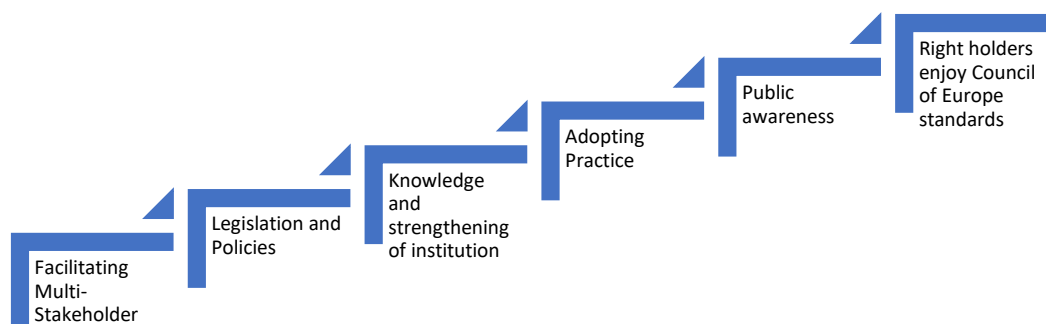 Facilitating
Multi-
Stakeholder
Legislation and
Policies
Knowledge
and
strengthening
of institution
Adopting
Practice
Public
awareness
Right holders
enjoy Council
of Europe
standards